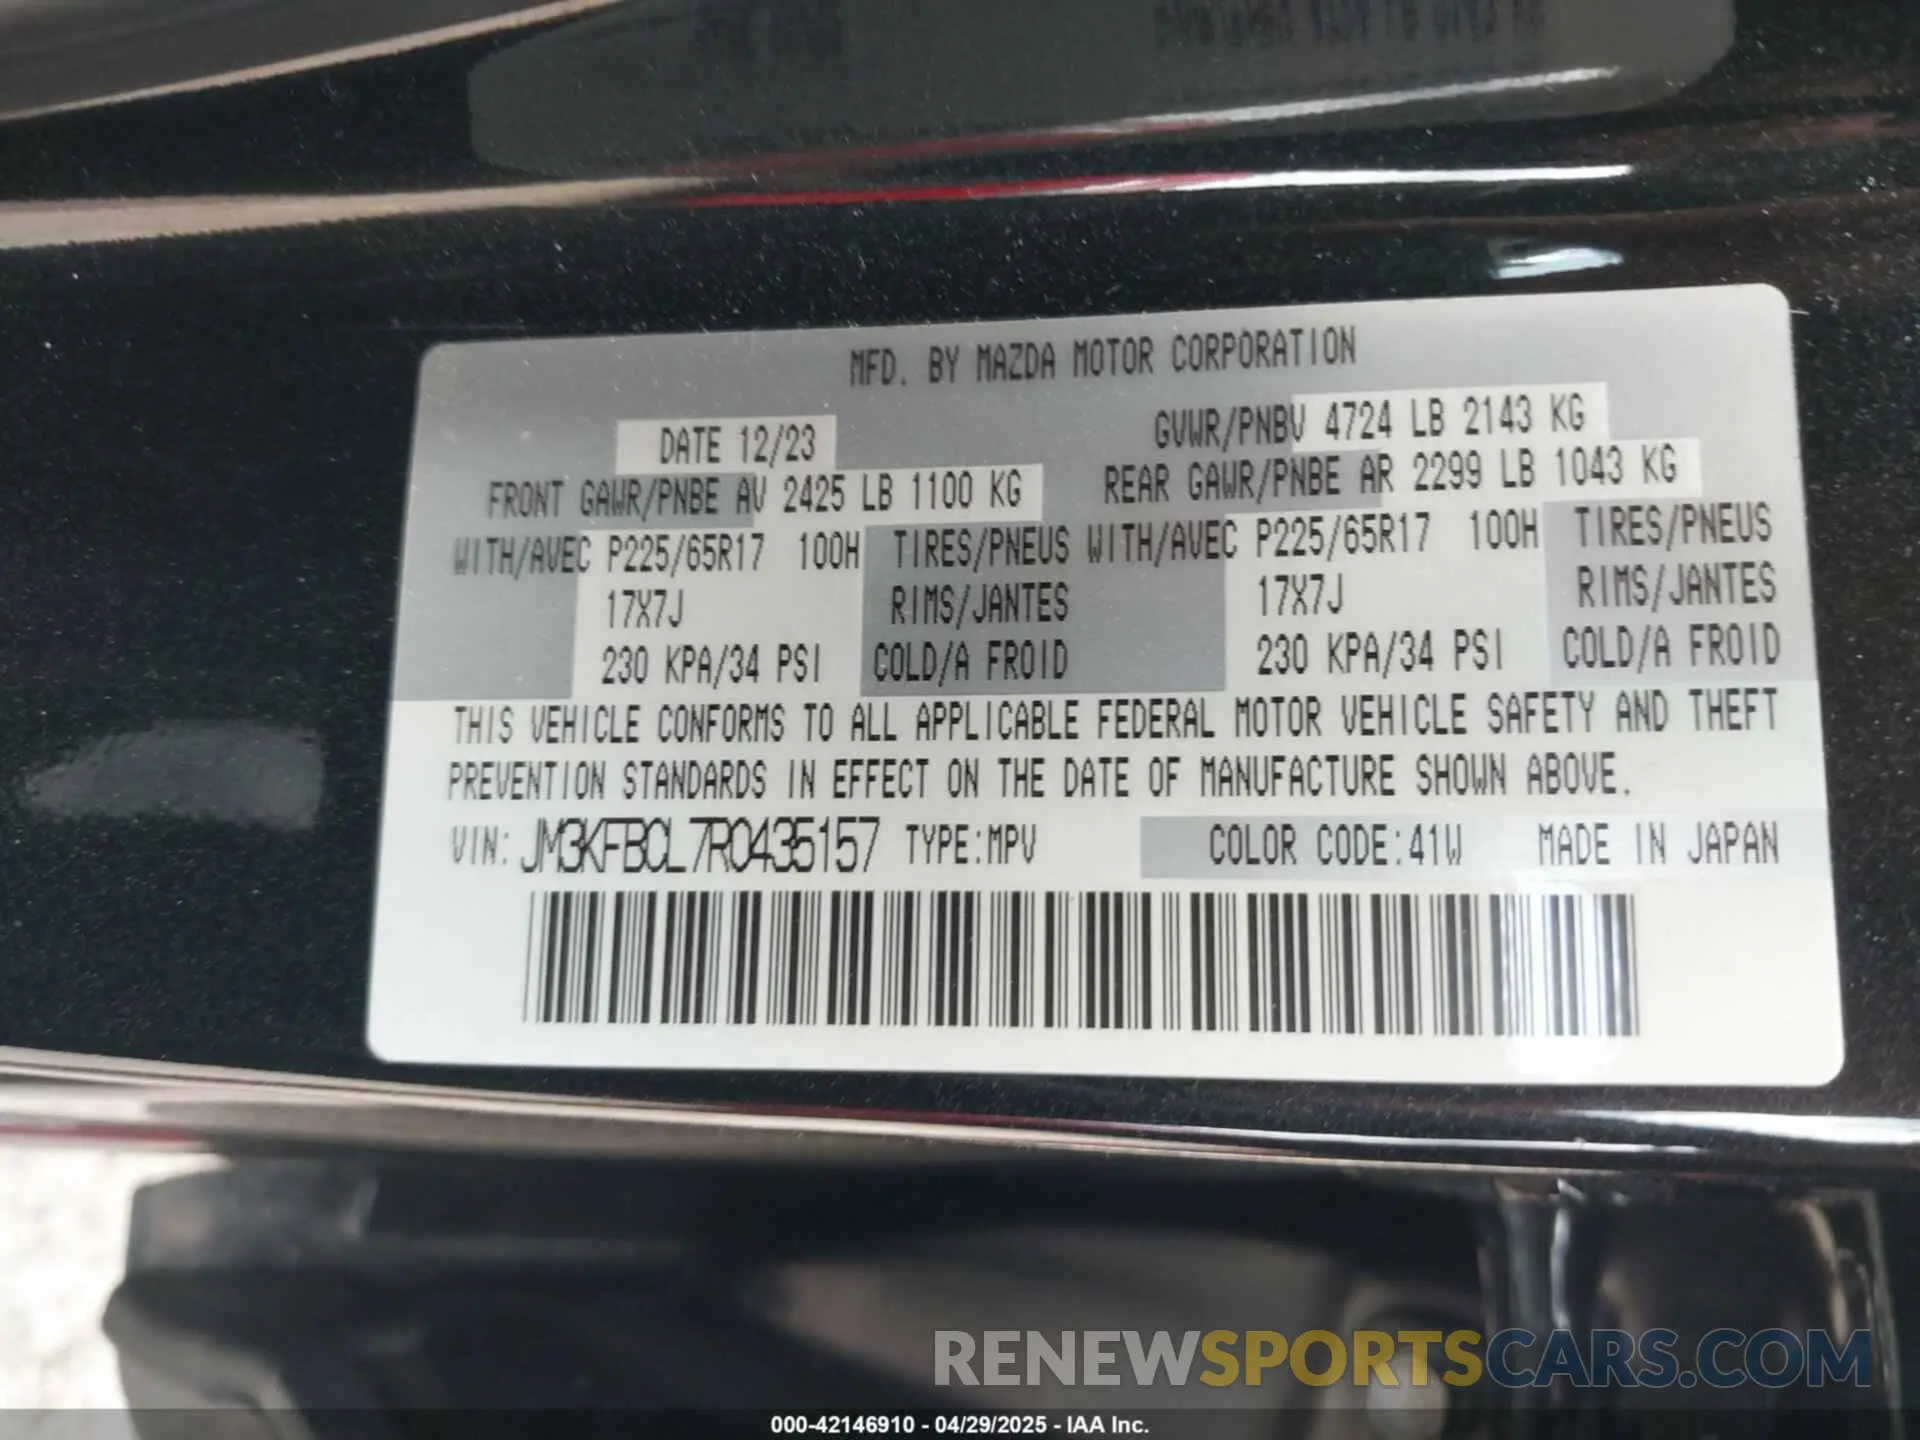 MFD. BY MAZDA MOTOR CORPORATION
DATE 12/23 GVWR/PNBV 4724 LB 2143 KG
FRONT GAWR/PNBE AV 2425 LB 1100 KG REAR GAWR/PNBE AR 2299 LB 1043 KG
WITH/AVEC P225/65R17 100H TIRES/PNEUS WITH/AVEC P225/65R17 100H TIRES/PNEUS
17X7J RIMS/JANTES 17X7J RIMS/JANTES
230 KPA/34 PSI COLD/A FROID 230 KPA/34 PSI COLD/A FROID
THIS VEHICLE CONFORMS TO ALL APPLICABLE FEDERAL MOTOR VEHICLE SAFETY AND THEFT
PREVENTION STANDARDS IN EFFECT ON THE DATE OF MANUFACTURE SHOWN ABOVE.
VIN: JM3KFBCL7R0435157 TYPE:MPV COLOR CODE:41W MADE IN JAPAN
RENEWSPORTSCARS.COM
000-42146910 - 04/29/2025 - IAA Inc.